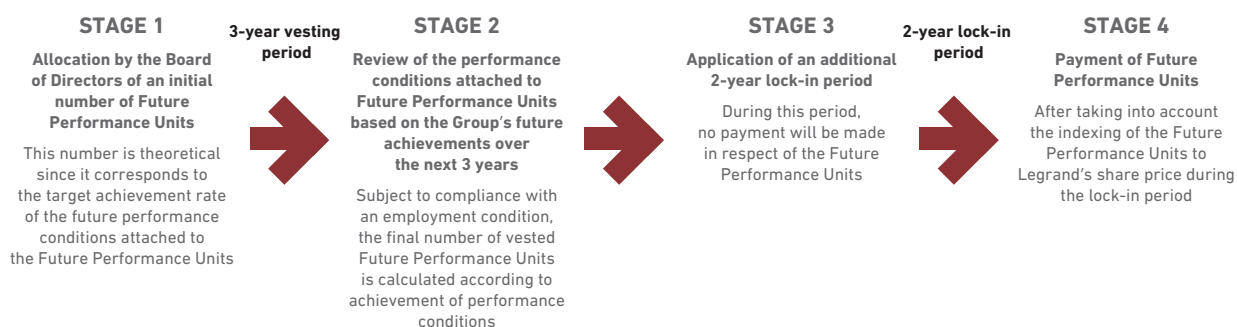 STAGE 1
Allocation by the Board
of Directors of an initial
number of Future
Performance Units
This number is theoretical
since it corresponds to
the target achievement rate
of the future performance
conditions attached to
the Future Performance Units
3-year vesting
period
STAGE 2
Review of the performance
conditions attached to
Future Performance Units
based on the Group's future
achievements over
the next 3 years
Subject to compliance with
an employment condition,
the final number of vested
Future Performance Units
is calculated according to
achievement of performance
conditions
STAGE 3
Application of an additional
2-year lock-in period
During this period,
no payment will be made
in respect of the Future
Performance Units
2-year lock-in
period
STAGE 4
Payment of Future
Performance Units
After taking into account
the indexing of the Future
Performance Units to
Legrand's share price during
the lock-in period